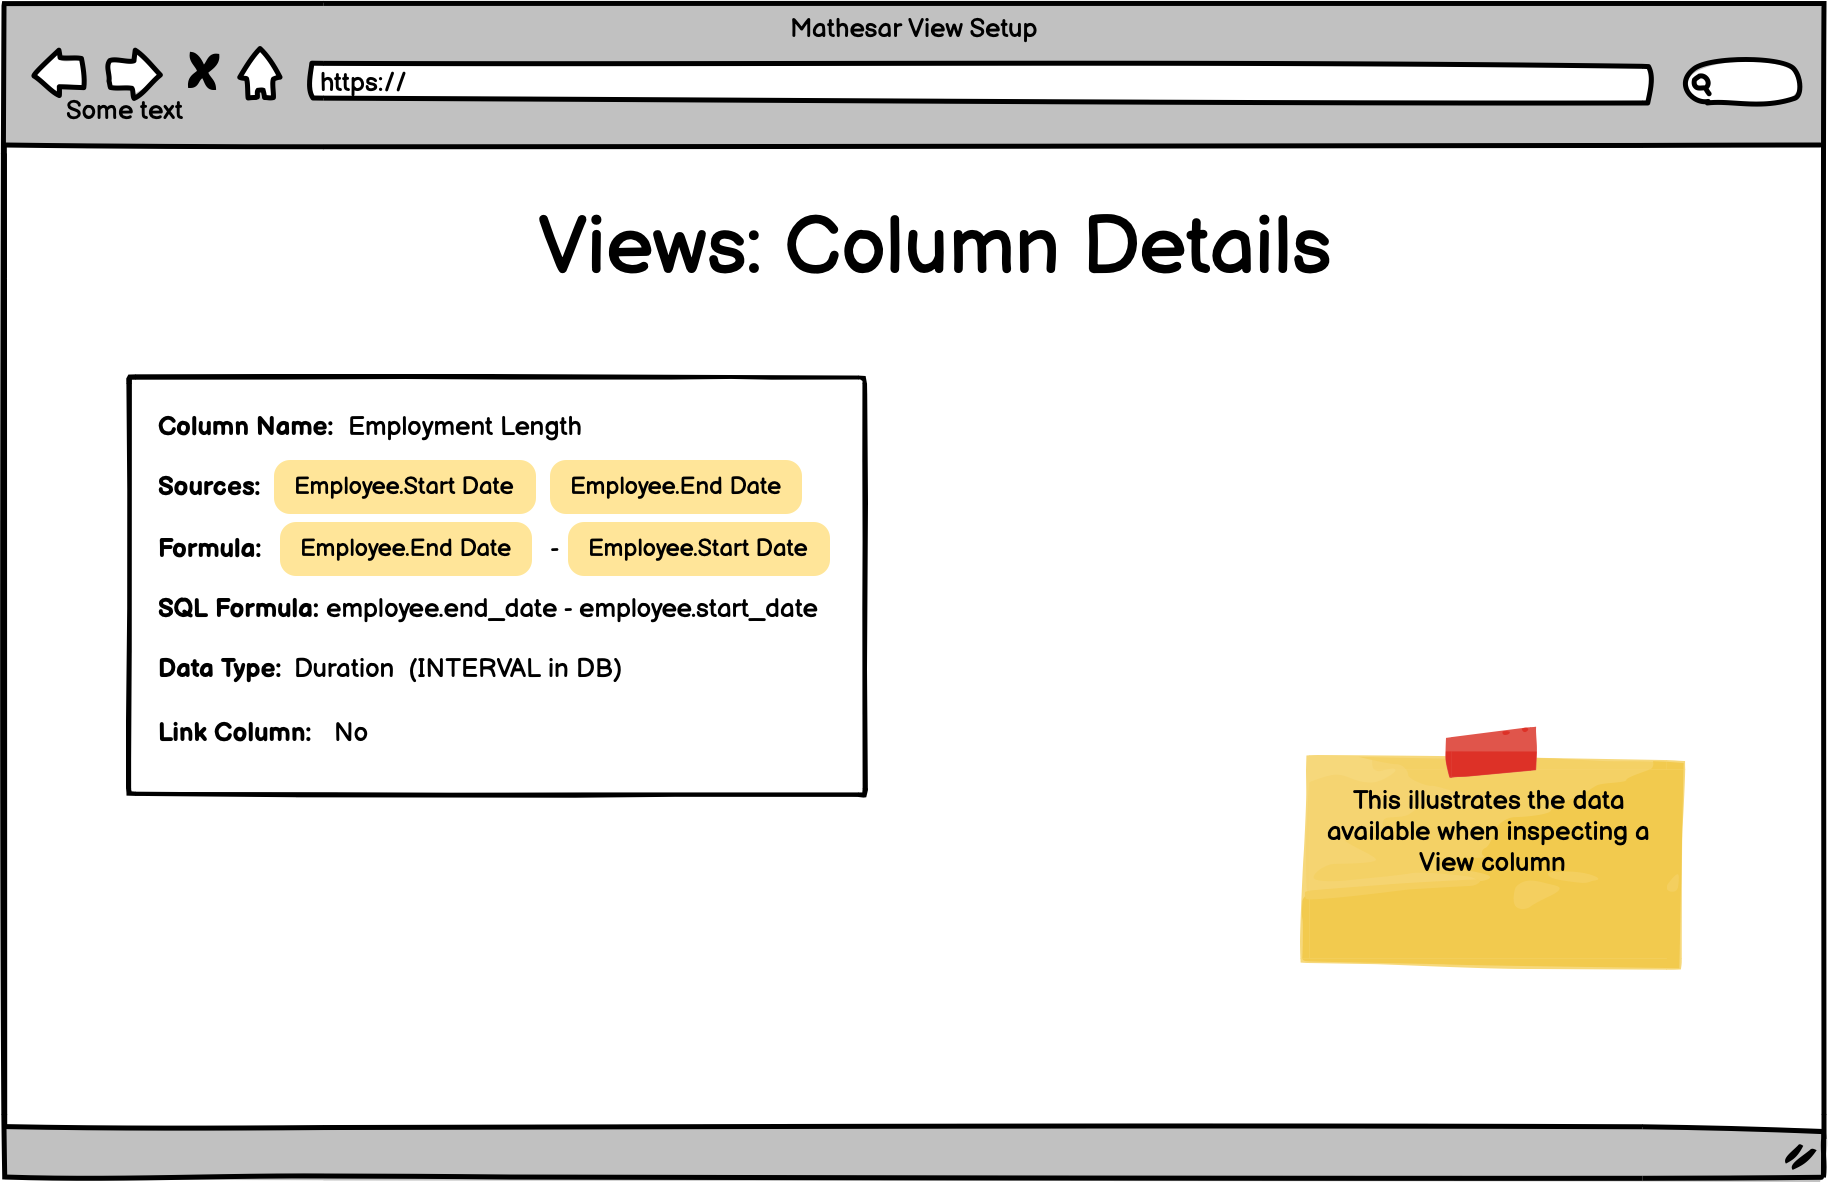 Mathesar View Setup
https://
Some text
Views: Column Details
Column Name: Employment Length
Sources: Employee.Start Date Employee.End Date
Formula: Employee.End Date - Employee.Start Date
SQL Formula: employee.end_date - employee.start_date
Data Type: Duration (INTERVAL in DB)
Link Column: No
This illustrates the data
available when inspecting a
View column